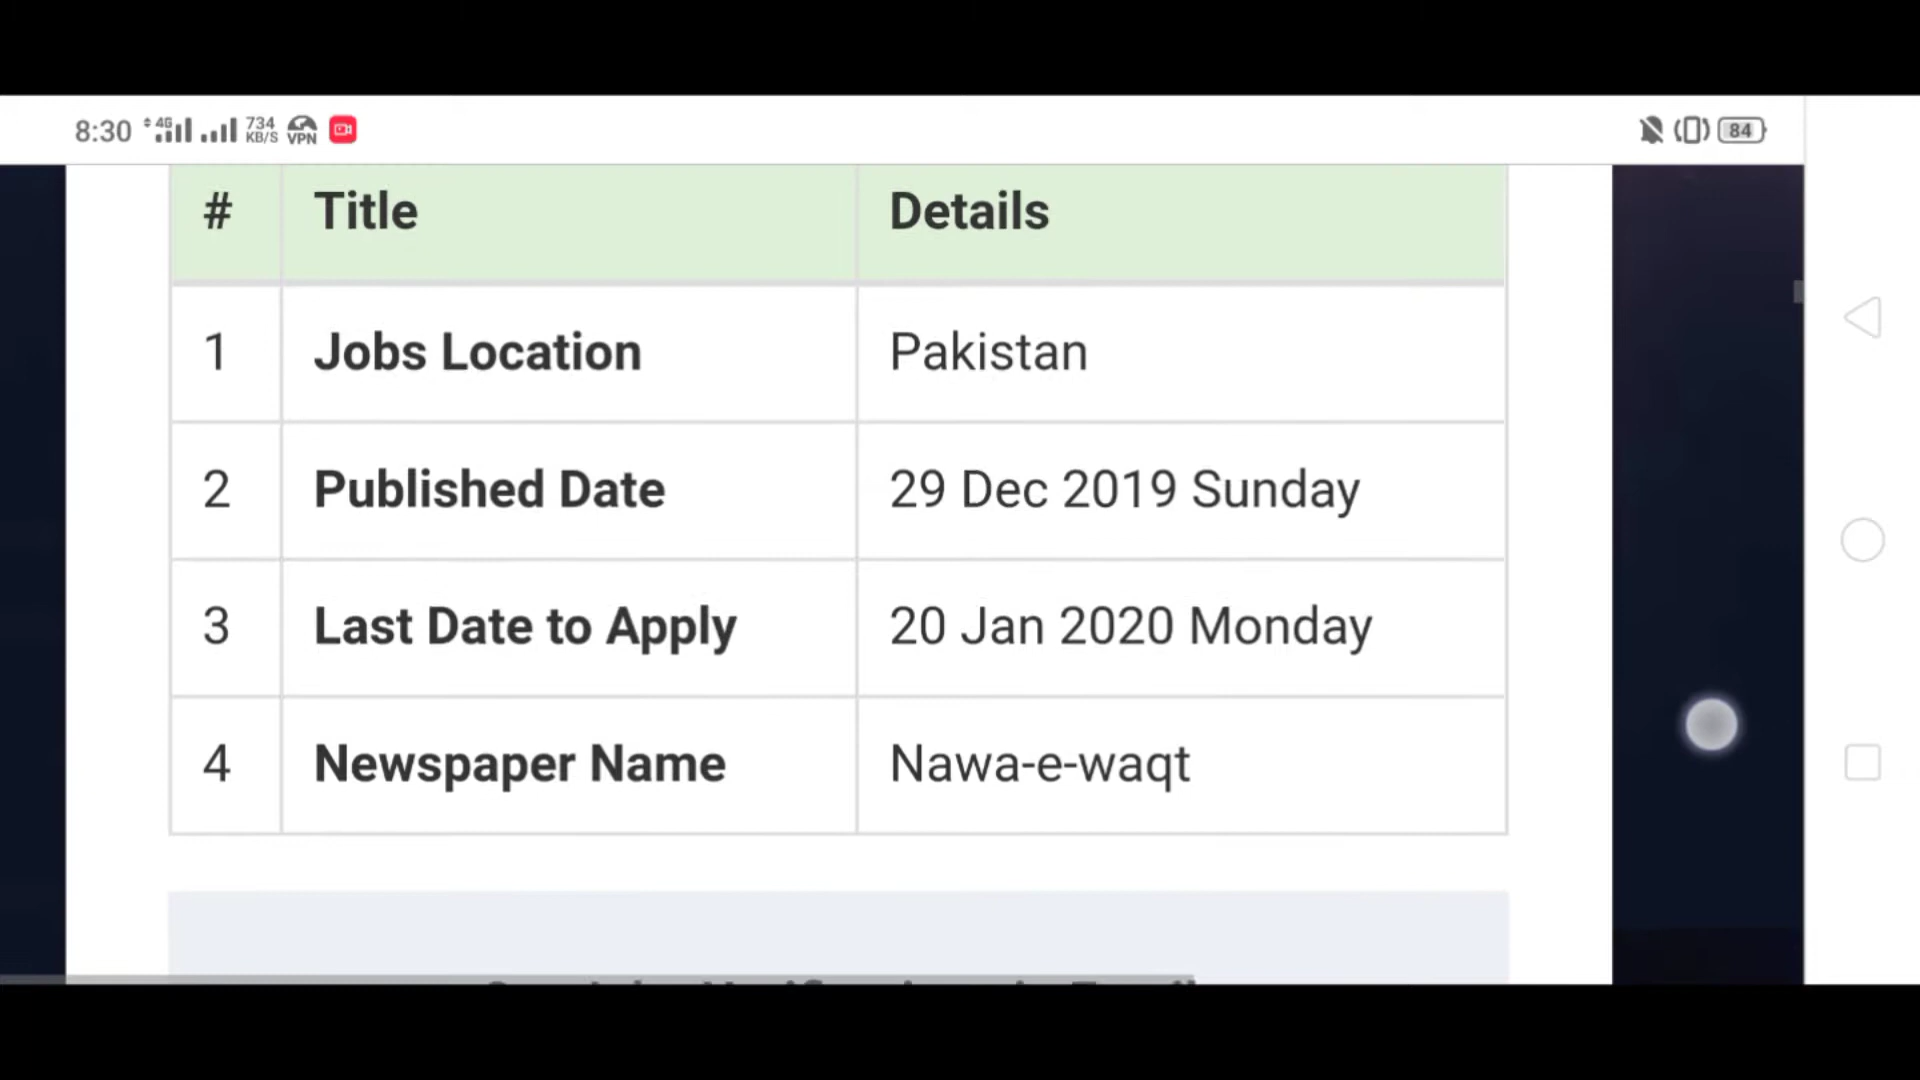 8:30 4G 734 KB/S VPN 84
# Title Details
1 Jobs Location Pakistan
2 Published Date 29 Dec 2019 Sunday
3 Last Date to Apply 20 Jan 2020 Monday
4 Newspaper Name Nawa-e-waqt